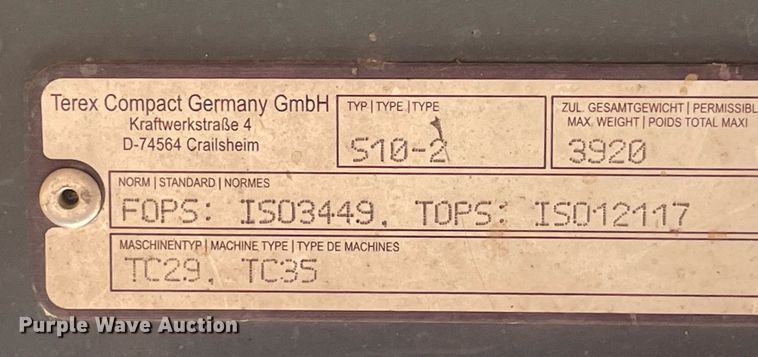 Terex Compact Germany GmbH
Kraftwerkstraße 4
D-74564 Crailsheim
TYP | TYPE | TYPE
S10-2
ZUL. GESAMTGEWICHT | PERMISSIBL
MAX. WEIGHT | POIDS TOTAL MAXI
3920
NORM | STANDARD | NORMES
FOPS: ISO3449, TOPS: ISO12117
MASCHINENTYP | MACHINE TYPE | TYPE DE MACHINES
TC29, TC35
Purple Wave Auction